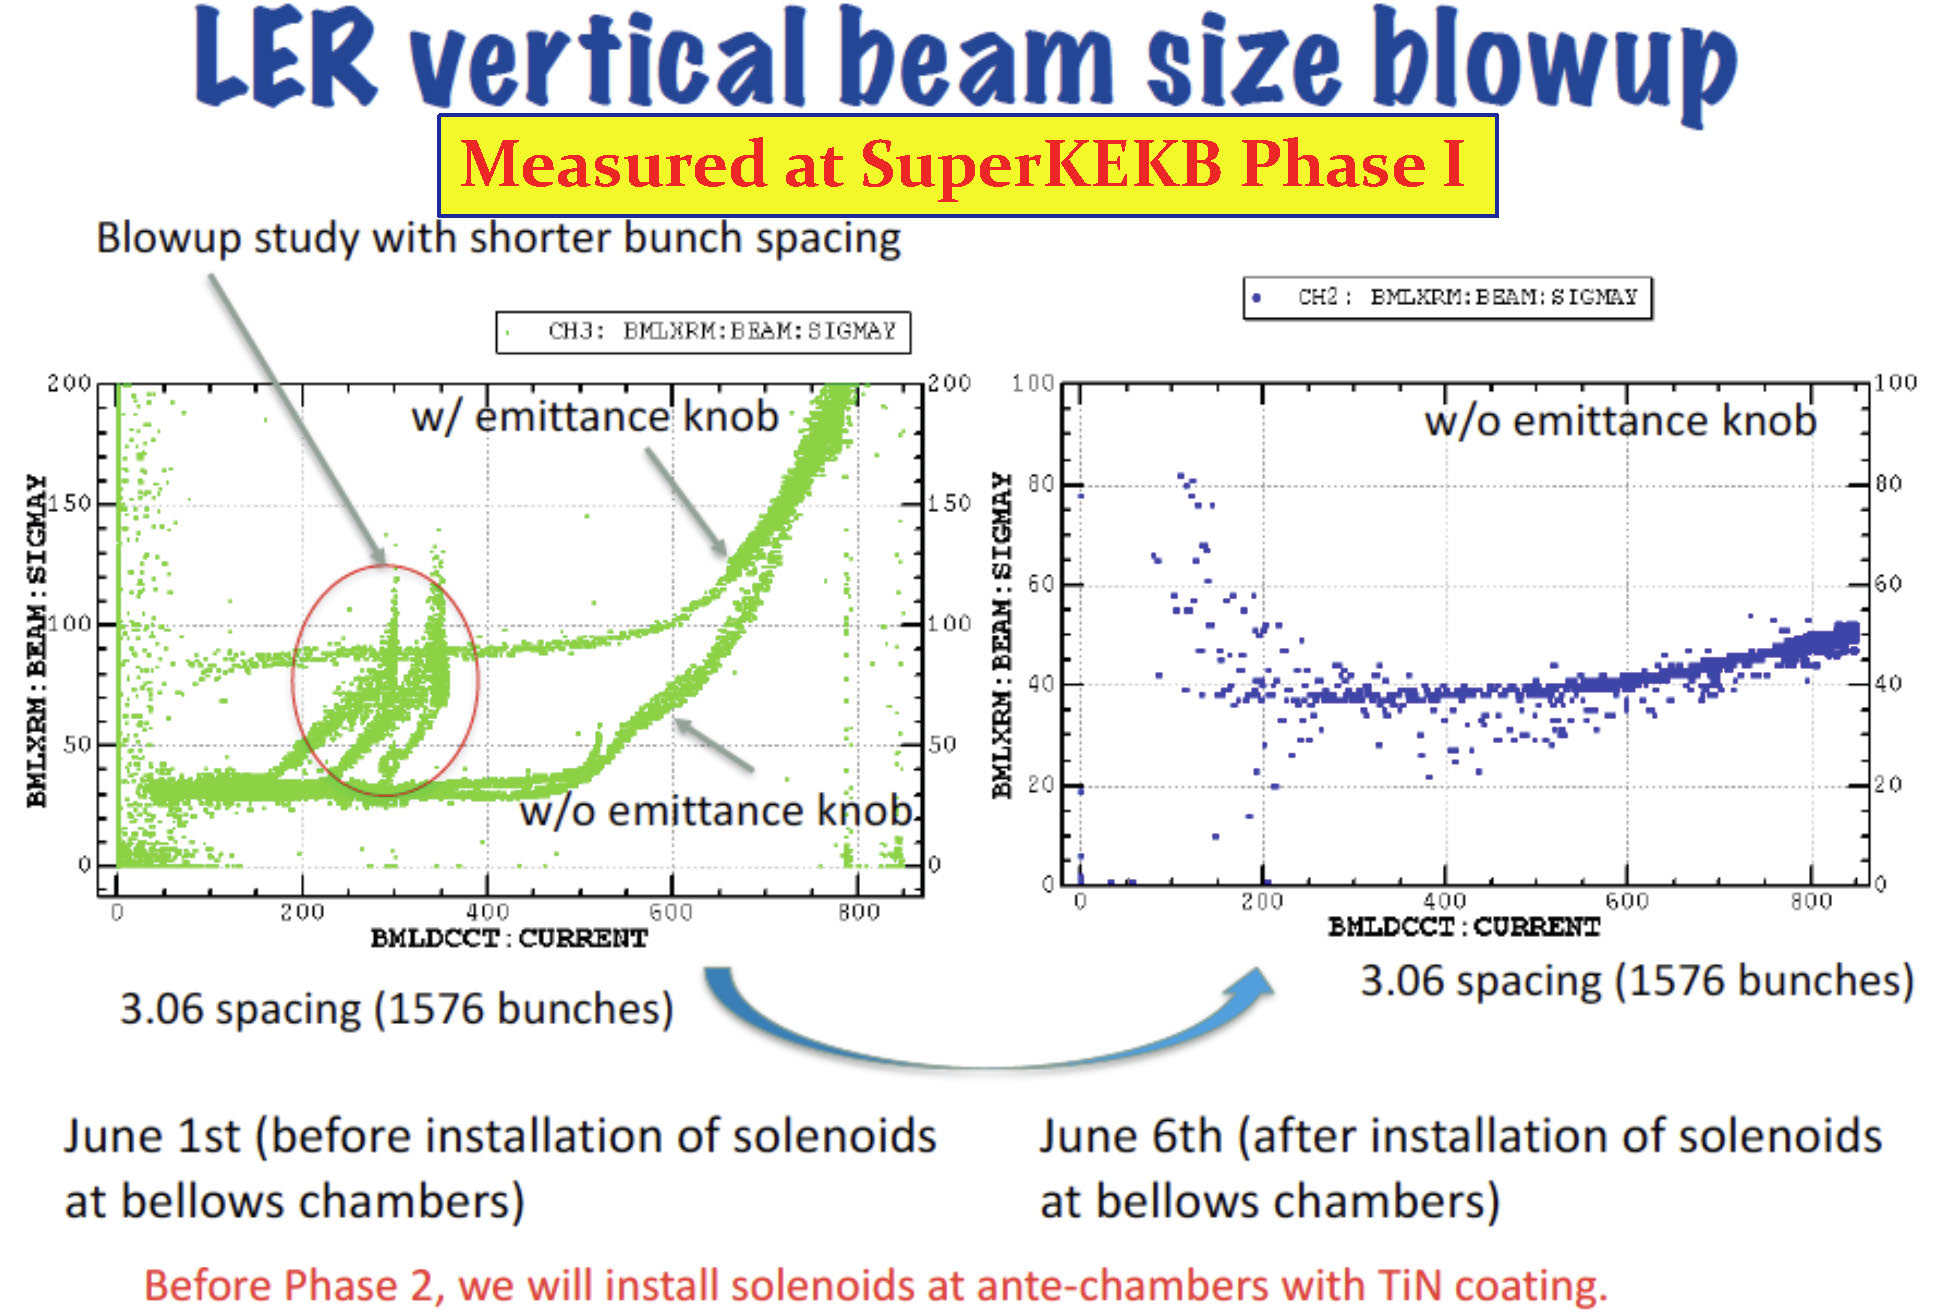 LER vertical beam size blowup
Measured at SuperKEKB Phase I
Blowup study with shorter bunch spacing
CH3: BMLXRM:BEAM:SIGMAY
w/ emittance knob
w/o emittance knob
BMLXRM:BEAM:SIGMAY
200
150
100
50
0
200
150
100
50
0
0 200 400 600 800
BMLDCCT:CURRENT
3.06 spacing (1576 bunches)
CH2: BMLXRM:BEAM:SIGMAY
w/o emittance knob
BMLXRM:BEAM:SIGMAY
100
80
60
40
20
0
100
80
60
40
20
0
0 200 400 600 800
BMLDCCT:CURRENT
3.06 spacing (1576 bunches)
June 1st (before installation of solenoids
at bellows chambers)
June 6th (after installation of solenoids
at bellows chambers)
Before Phase 2, we will install solenoids at ante-chambers with TiN coating.